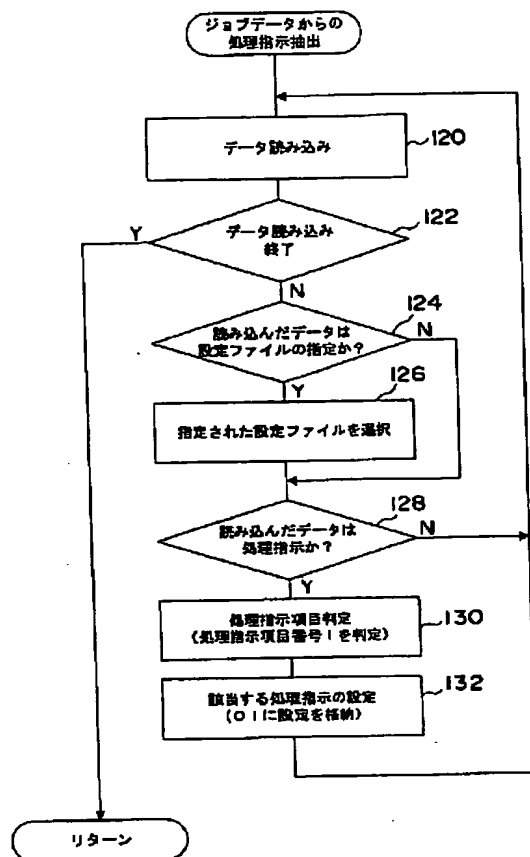 ジョブデータからの
処理指示抽出
データ読み込み
120
Y
データ読み込み
終了
122
N
読み込んだデータは
設定ファイルの指定か?
124
N
Y
126
指定された設定ファイルを選択
読み込んだデータは
処理指示か?
128
N
Y
処理指示項目判定
(処理指示項目番号Iを判定)
130
該当する処理指示の設定
(OIに設定を格納)
132
リターン